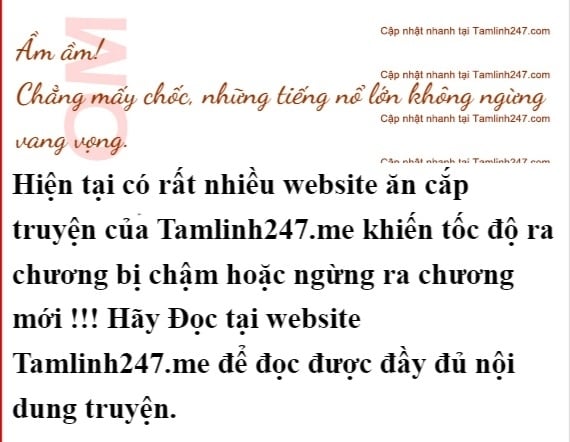 Cập nhật nhanh tại Tamlinh247.com
Ầm ầm!
Cập nhật nhanh tại Tamlinh247.com
Chẳng mấy chốc, những tiếng nổ lớn không ngừng
Cập nhật nhanh tại Tamlinh247.com
vang vọng.
Cập nhật nhanh tại Tamlinh247.com
Hiện tại có rất nhiều website ăn cắp
truyện của Tamlinh247.me khiến tốc độ ra
chương bị chậm hoặc ngừng ra chương
mới !!! Hãy Đọc tại website
Tamlinh247.me để đọc được đầy đủ nội
dung truyện.